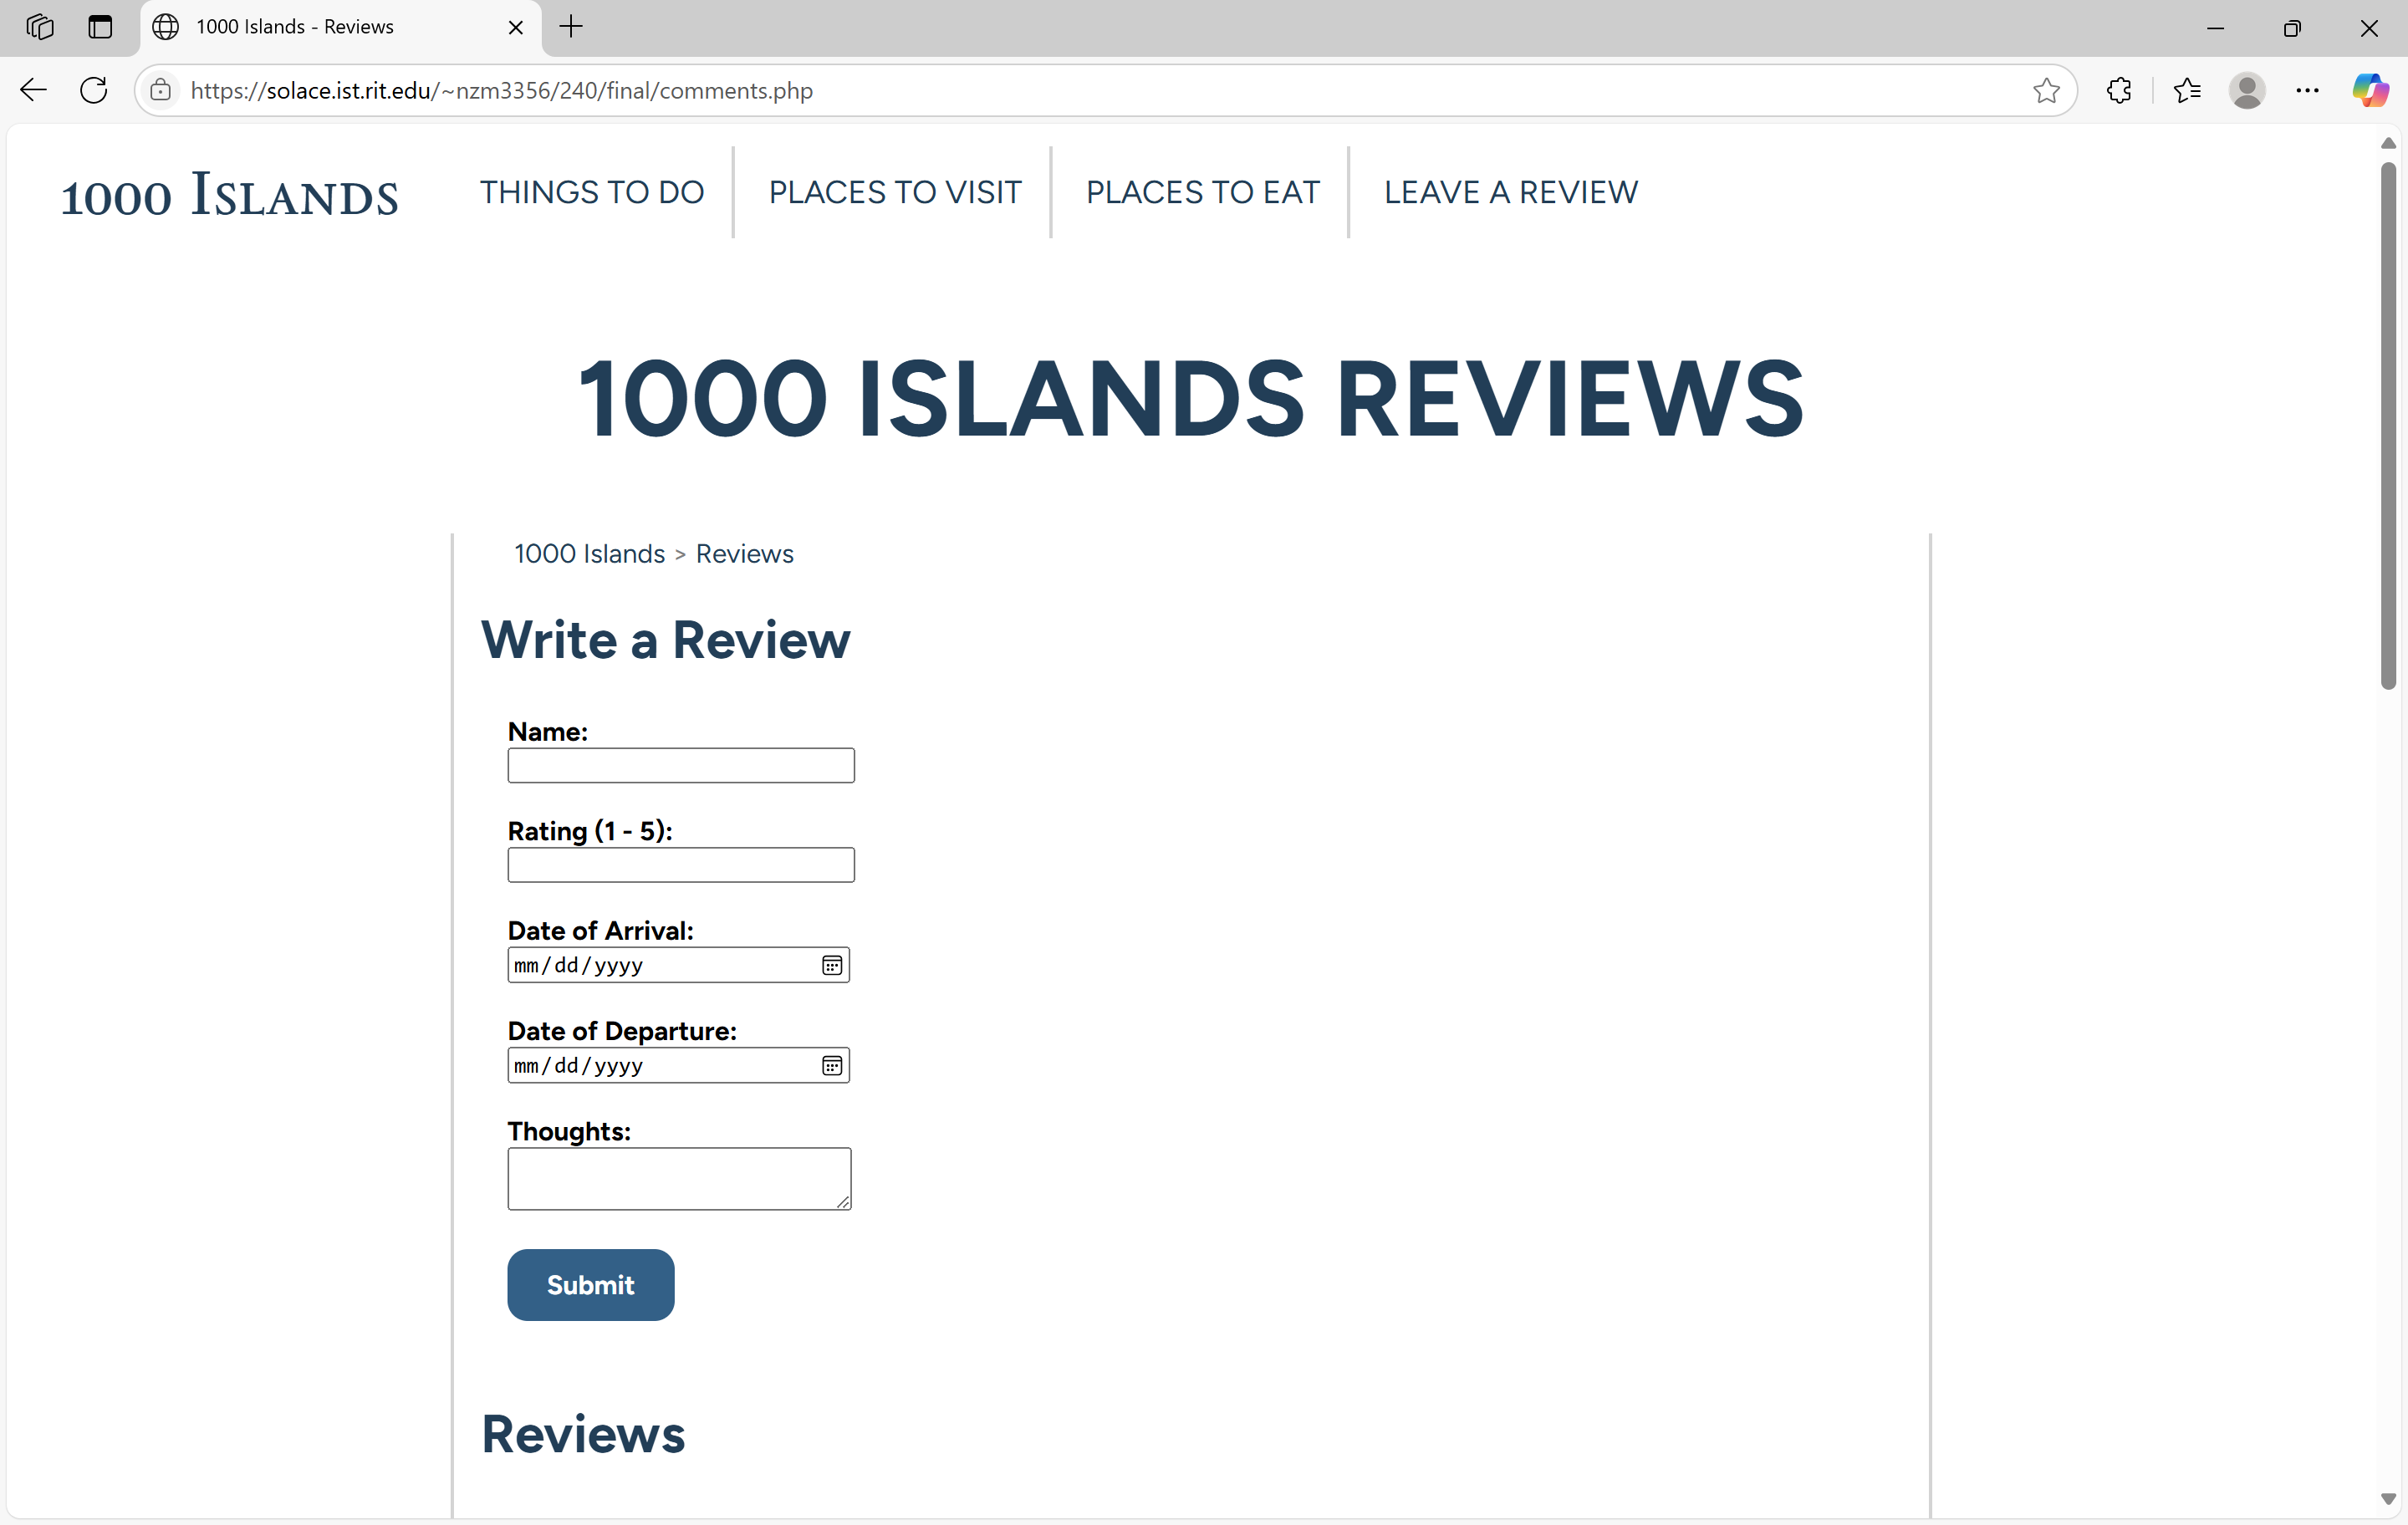 1000 Islands - Reviews
https://solace.ist.rit.edu/~nzm3356/240/final/comments.php
1000 Islands
THINGS TO DO
PLACES TO VISIT
PLACES TO EAT
LEAVE A REVIEW
1000 ISLANDS REVIEWS
1000 Islands > Reviews
Write a Review
Name:
Rating (1 - 5):
Date of Arrival:
mm/dd/yyyy
Date of Departure:
mm/dd/yyyy
Thoughts:
Submit
Reviews